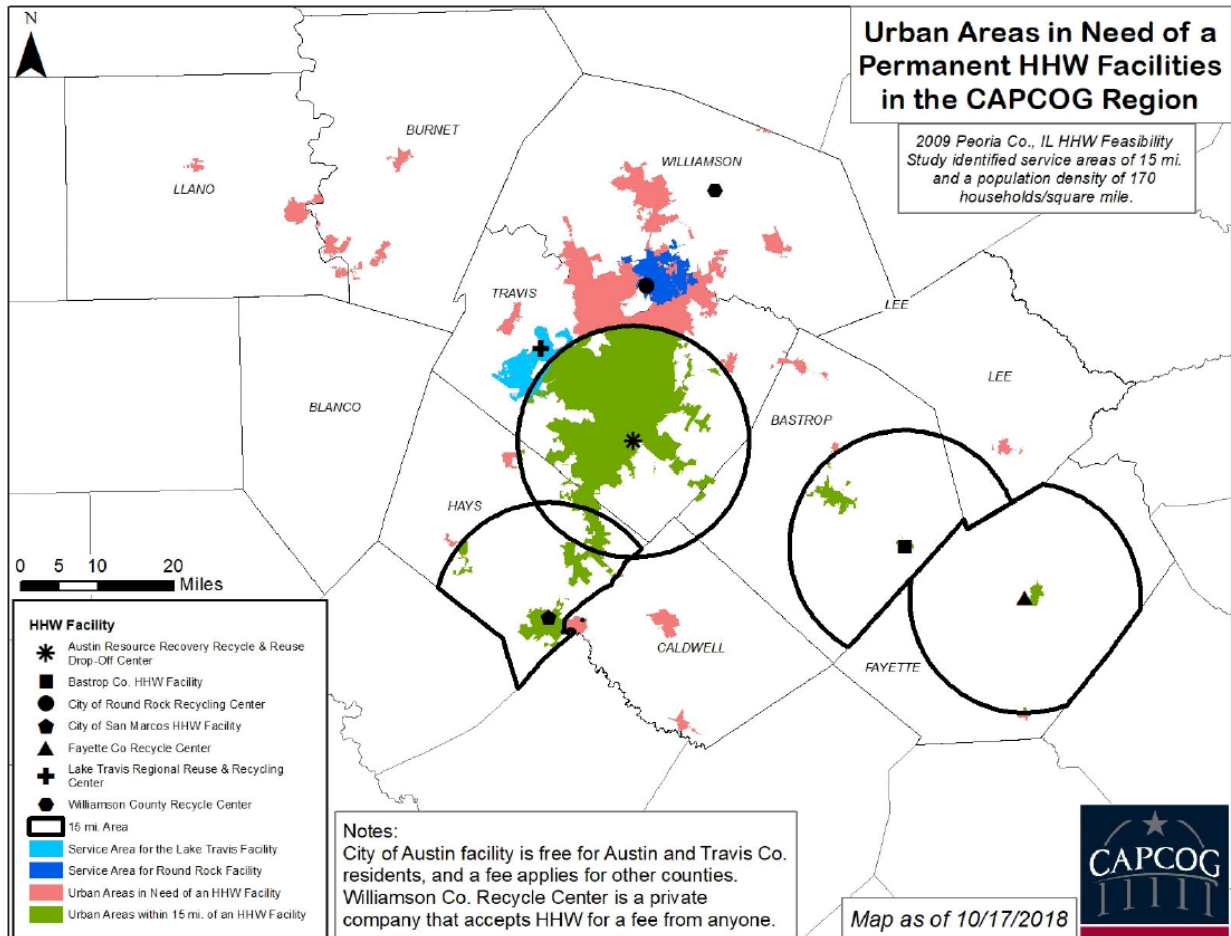 N
Urban Areas in Need of a
Permanent HHW Facilities
in the CAPCOG Region
2009 Peoria Co., IL HHW Feasibility
Study identified service areas of 15 mi.
and a population density of 170
households/square mile.
BURNET
WILLIAMSON
LLANO
TRAVIS
LEE
LEE
BLANCO
BASTROP
HAYS
CALDWELL
FAYETTE
0 5 10 20
Miles
HHW Facility
Austin Resource Recovery Recycle & Reuse
Drop-Off Center
Bastrop Co. HHW Facility
City of Round Rock Recycling Center
City of San Marcos HHW Facility
Fayette Co Recycle Center
Lake Travis Regional Reuse & Recycling
Center
Williamson County Recycle Center
15 mi. Area
Service Area for the Lake Travis Facility
Service Area for Round Rock Facility
Urban Areas in Need of an HHW Facility
Urban Areas within 15 mi. of an HHW Facility
Notes:
City of Austin facility is free for Austin and Travis Co.
residents, and a fee applies for other counties.
Williamson Co. Recycle Center is a private
company that accepts HHW for a fee from anyone.
Map as of 10/17/2018
CAPCOG